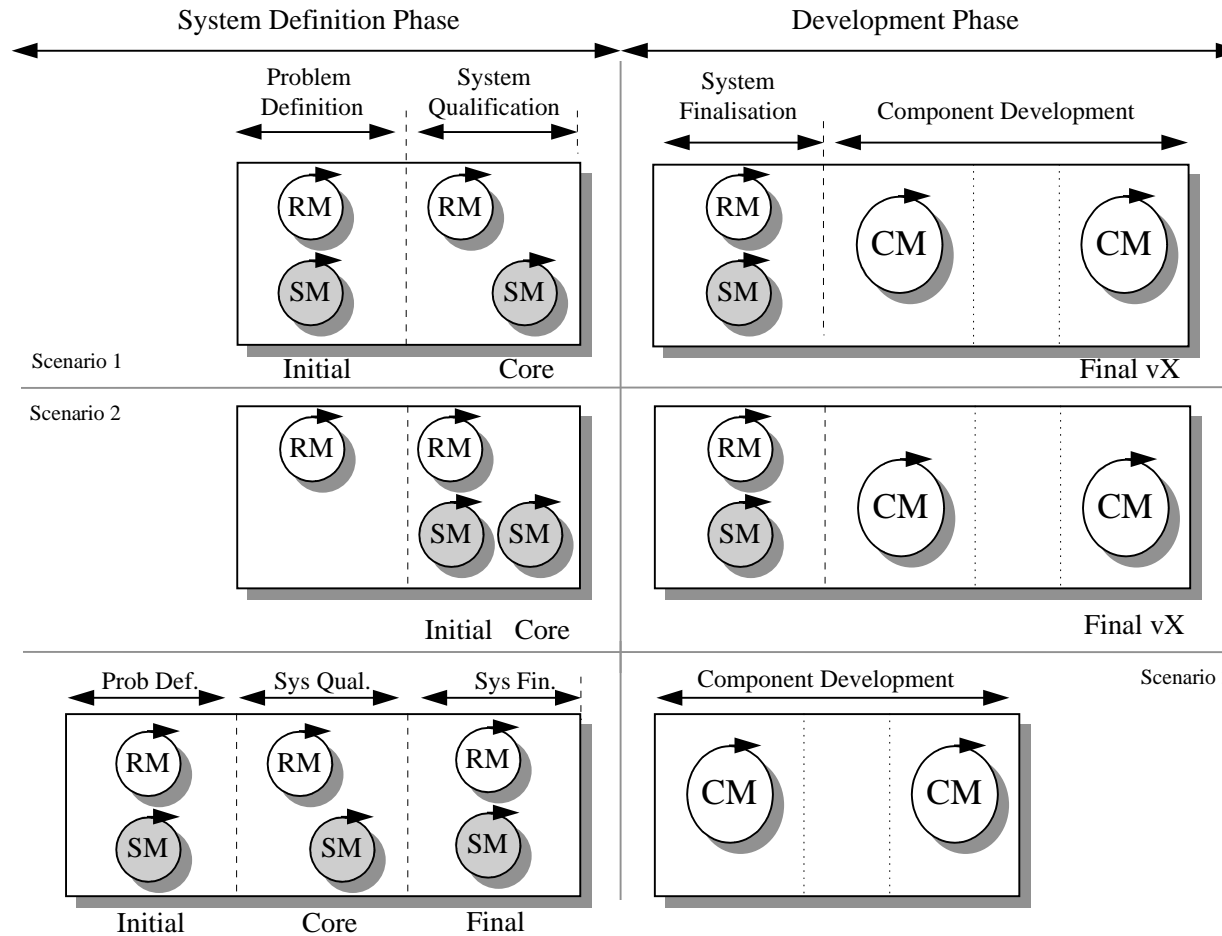 System Definition Phase
Development Phase
Problem
Definition
System
Qualification
System
Finalisation
Component Development
RM
RM
RM
CM
CM
SM
SM
SM
Scenario 1
Initial
Core
Final vX
Scenario 2
RM
RM
RM
CM
CM
SM
SM
SM
Initial
Core
Final vX
Prob Def.
Sys Qual.
Sys Fin.
Component Development
Scenario
RM
RM
RM
CM
CM
SM
SM
SM
Initial
Core
Final